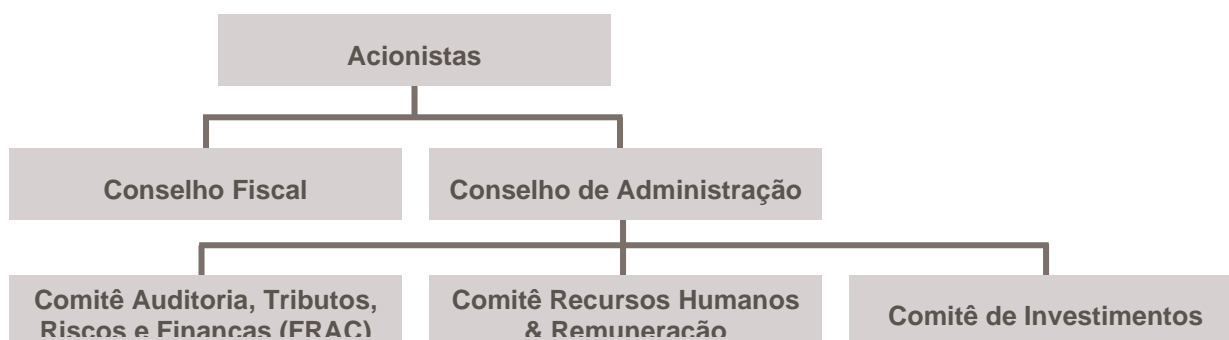 Acionistas
Conselho Fiscal
Conselho de Administração
Comitê Auditoria, Tributos,
Riscos e Finanças (FRAC)
Comitê Recursos Humanos
& Remuneração
Comitê de Investimentos